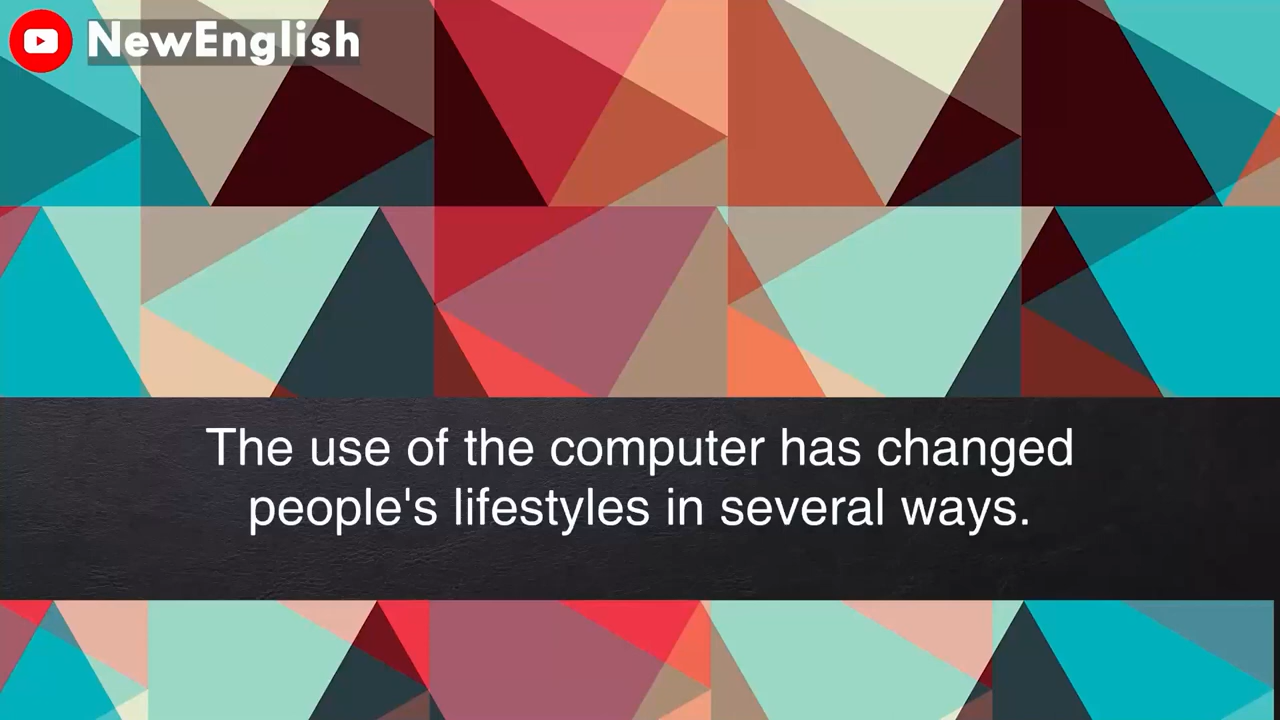 NewEnglish
The use of the computer has changed
people's lifestyles in several ways.